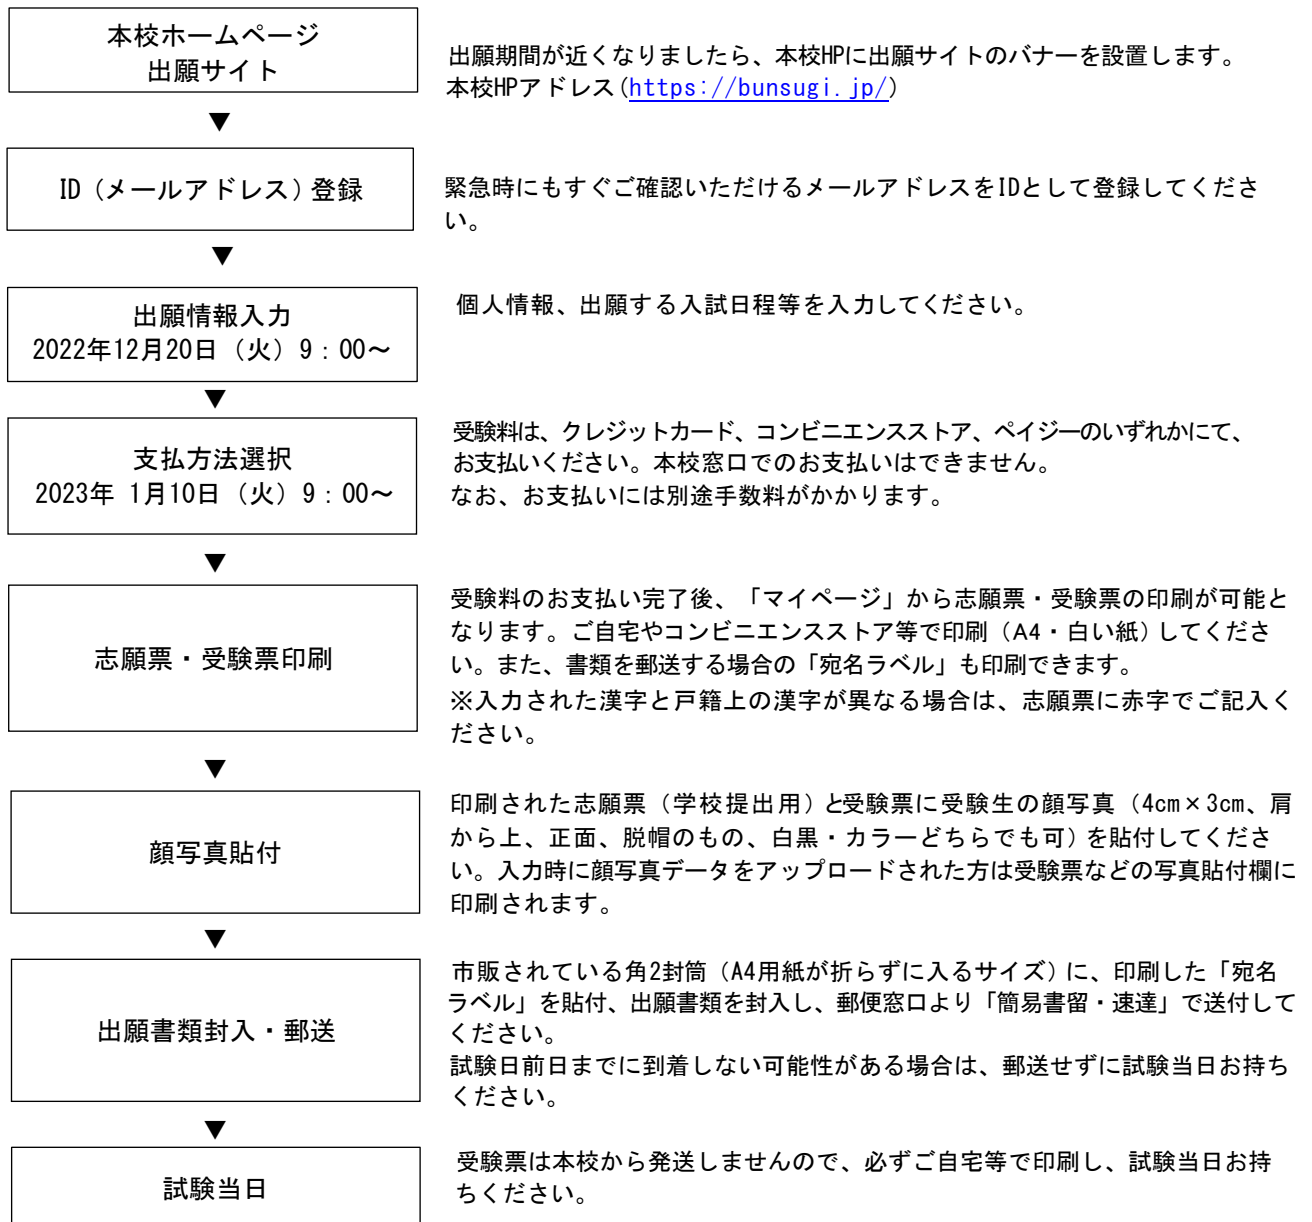 本校ホームページ
出願サイト
出願期間が近くなりましたら、本校HPに出願サイトのバナーを設置します。
本校HPアドレス(https://bunsugi.jp/)
▼
ID（メールアドレス）登録
緊急時にもすぐご確認いただけるメールアドレスをIDとして登録してくださ
い。
▼
出願情報入力
2022年12月20日（火）9：00～
個人情報、出願する入試日程等を入力してください。
▼
支払方法選択
2023年 1月10日（火）9：00～
受験料は、クレジットカード、コンビニエンスストア、ペイジーのいずれかにて、
お支払いください。本校窓口でのお支払いはできません。
なお、お支払いには別途手数料がかかります。
▼
志願票・受験票印刷
受験料のお支払い完了後、「マイページ」から志願票・受験票の印刷が可能と
なります。ご自宅やコンビニエンスストア等で印刷（A4・白い紙）してくださ
い。また、書類を郵送する場合の「宛名ラベル」も印刷できます。
※入力された漢字と戸籍上の漢字が異なる場合は、志願票に赤字でご記入く
ださい。
▼
顔写真貼付
印刷された志願票（学校提出用）と受験票に受験生の顔写真（4cm×3cm、肩
から上、正面、脱帽のもの、白黒・カラーどちらでも可）を貼付してくださ
い。入力時に顔写真データをアップロードされた方は受験票などの写真貼付欄に
印刷されます。
▼
出願書類封入・郵送
市販されている角2封筒（A4用紙が折らずに入るサイズ）に、印刷した「宛名
ラベル」を貼付、出願書類を封入し、郵便窓口より「簡易書留・速達」で送付して
ください。
試験日前日までに到着しない可能性がある場合は、郵送せずに試験当日お持ち
ください。
▼
試験当日
受験票は本校から発送しませんので、必ずご自宅等で印刷し、試験当日お持
ちください。